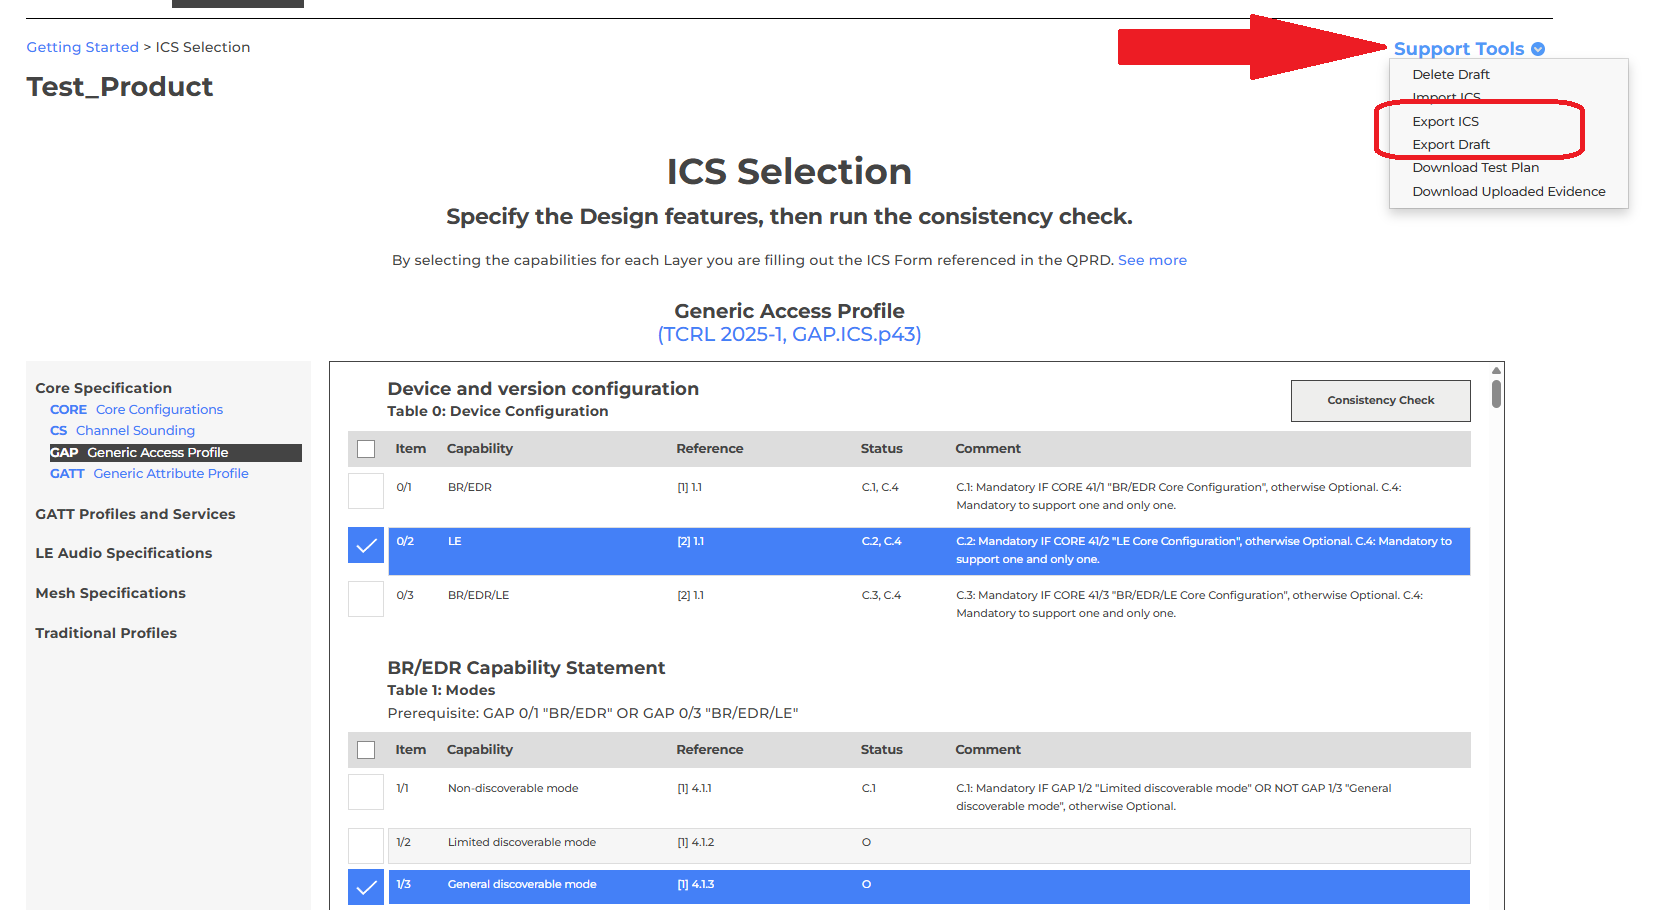 Getting Started > ICS Selection
Support Tools
Test_Product
Delete Draft
Import ICS
Export ICS
Export Draft
Download Test Plan
Download Uploaded Evidence
ICS Selection
Specify the Design features, then run the consistency check.
By selecting the capabilities for each Layer you are filling out the ICS Form referenced in the QPRD. See more
Generic Access Profile
(TCRL 2025-1, GAP.ICS.p43)
Core Specification
CORE Core Configurations
CS Channel Sounding
GAP Generic Access Profile
GATT Generic Attribute Profile
GATT Profiles and Services
LE Audio Specifications
Mesh Specifications
Traditional Profiles
Device and version configuration
Table 0: Device Configuration
Consistency Check
Item Capability Reference Status Comment
0/1 BR/EDR [1] 1.1 C.1, C.4 C.1: Mandatory IF CORE 41/1 "BR/EDR Core Configuration", otherwise Optional. C.4:
Mandatory to support one and only one.
0/2 LE [2] 1.1 C.2, C.4 C.2: Mandatory IF CORE 41/2 "LE Core Configuration", otherwise Optional. C.4: Mandatory to
support one and only one.
0/3 BR/EDR/LE [2] 1.1 C.3, C.4 C.3: Mandatory IF CORE 41/3 "BR/EDR/LE Core Configuration", otherwise Optional. C.4:
Mandatory to support one and only one.
BR/EDR Capability Statement
Table 1: Modes
Prerequisite: GAP 0/1 "BR/EDR" OR GAP 0/3 "BR/EDR/LE"
Item Capability Reference Status Comment
1/1 Non-discoverable mode [1] 4.1.1 C.1 C.1: Mandatory IF GAP 1/2 "Limited discoverable mode" OR NOT GAP 1/3 "General
discoverable mode", otherwise Optional.
1/2 Limited discoverable mode [1] 4.1.2 O
1/3 General discoverable mode [1] 4.1.3 O